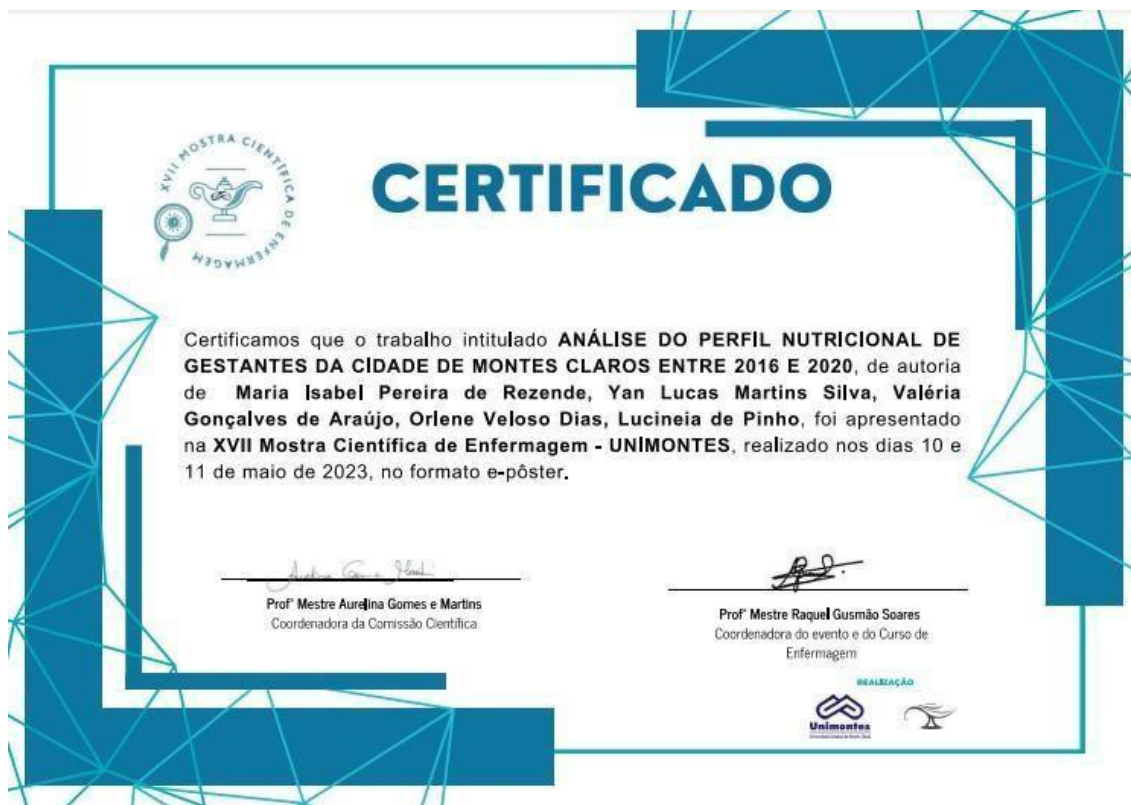 XVII MOSTRA CIENTÍFICA DE ENFERMAGEM
CERTIFICADO
Certificamos que o trabalho intitulado ANÁLISE DO PERFIL NUTRICIONAL DE
GESTANTES DA CIDADE DE MONTES CLAROS ENTRE 2016 E 2020, de autoria
de Maria Isabel Pereira de Rezende, Yan Lucas Martins Silva, Valéria
Gonçalves de Araújo, Orlene Veloso Dias, Lucineia de Pinho, foi apresentado
na XVII Mostra Científica de Enfermagem - UNIMONTES, realizado nos dias 10 e
11 de maio de 2023, no formato e-pôster.
Profª Mestre Aurelina Gomes e Martins
Coordenadora da Comissão Científica
Profª Mestre Raquel Gusmão Soares
Coordenadora do evento e do Curso de
Enfermagem
REALIZAÇÃO
Unimontes